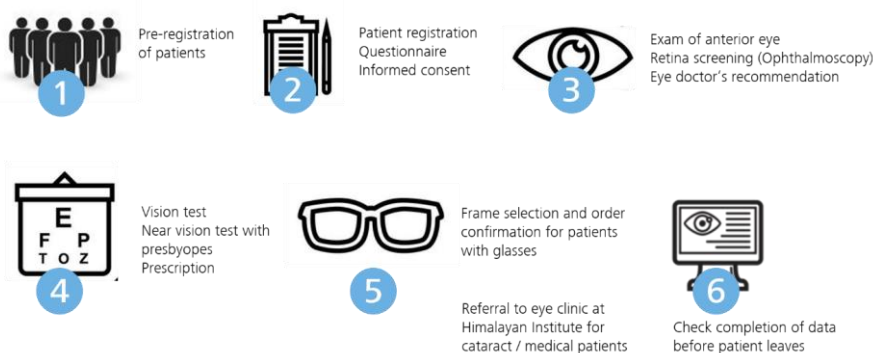 Pre-registration
of patients
1
Patient registration
Questionnaire
Informed consent
2
Exam of anterior eye
Retina screening (Ophthalmoscopy)
Eye doctor's recommendation
3
E
F P
T O Z
Vision test
Near vision test with
presbyopes
Prescription
4
Frame selection and order
confirmation for patients
with glasses
5
Referral to eye clinic at
Himalayan Institute for
cataract / medical patients
6
Check completion of data
before patient leaves